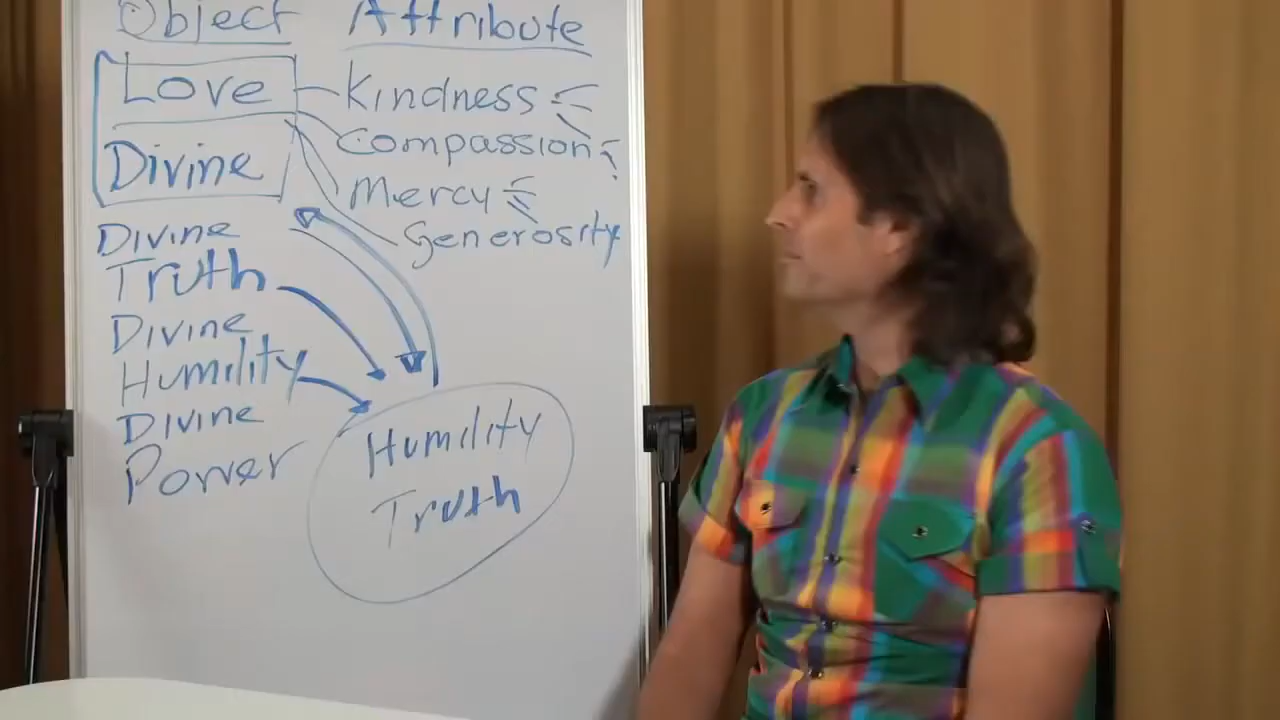 Object Attribute
Love Kindness
Compassion
Divine
Mercy
Generosity
Divine
Truth
Divine
Humility
Divine
Power
Humility
Truth